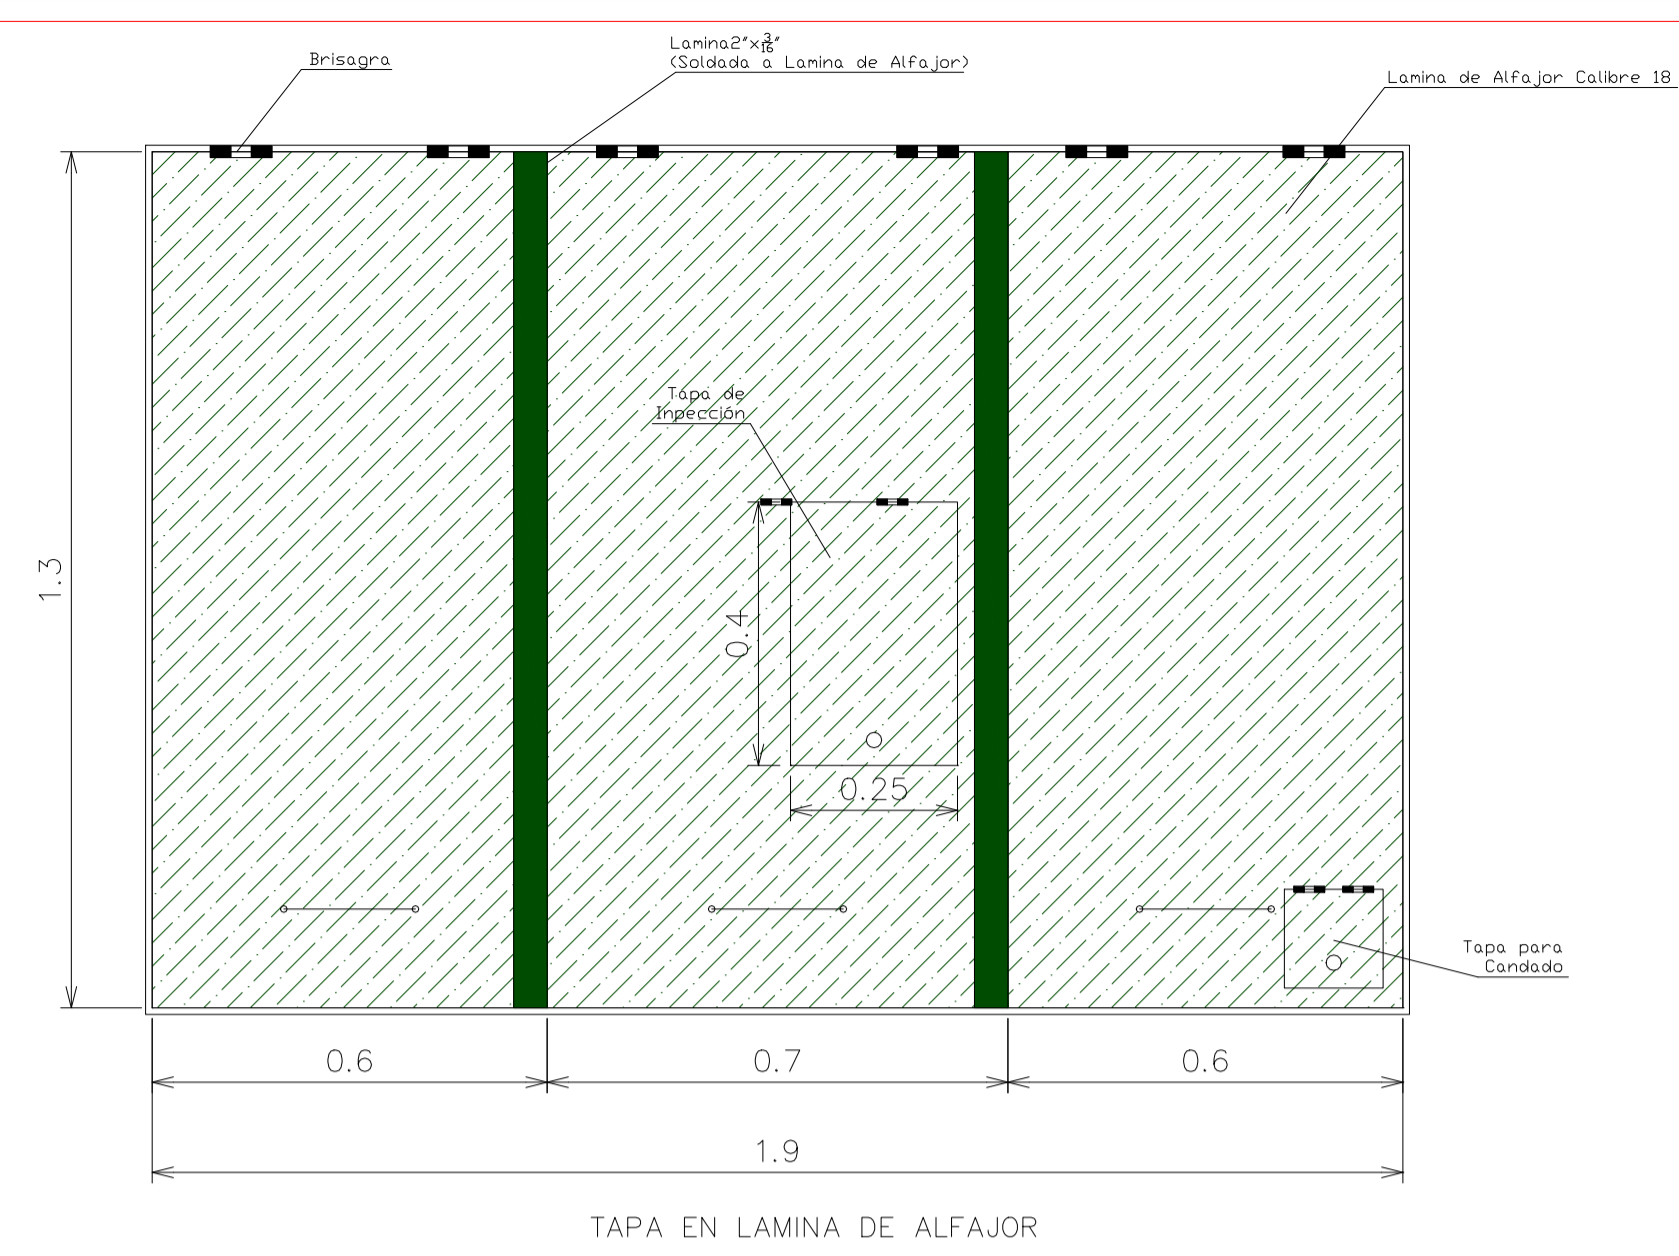 Brisagra
Lamina2"x3/16"
(Soldada a Lamina de Alfajor)
Lamina de Alfajor Calibre 18
Tapa de
Inpección
1.3
0.4
0.25
Tapa para
Candado
0.6
0.7
0.6
1.9
TAPA EN LAMINA DE ALFAJOR